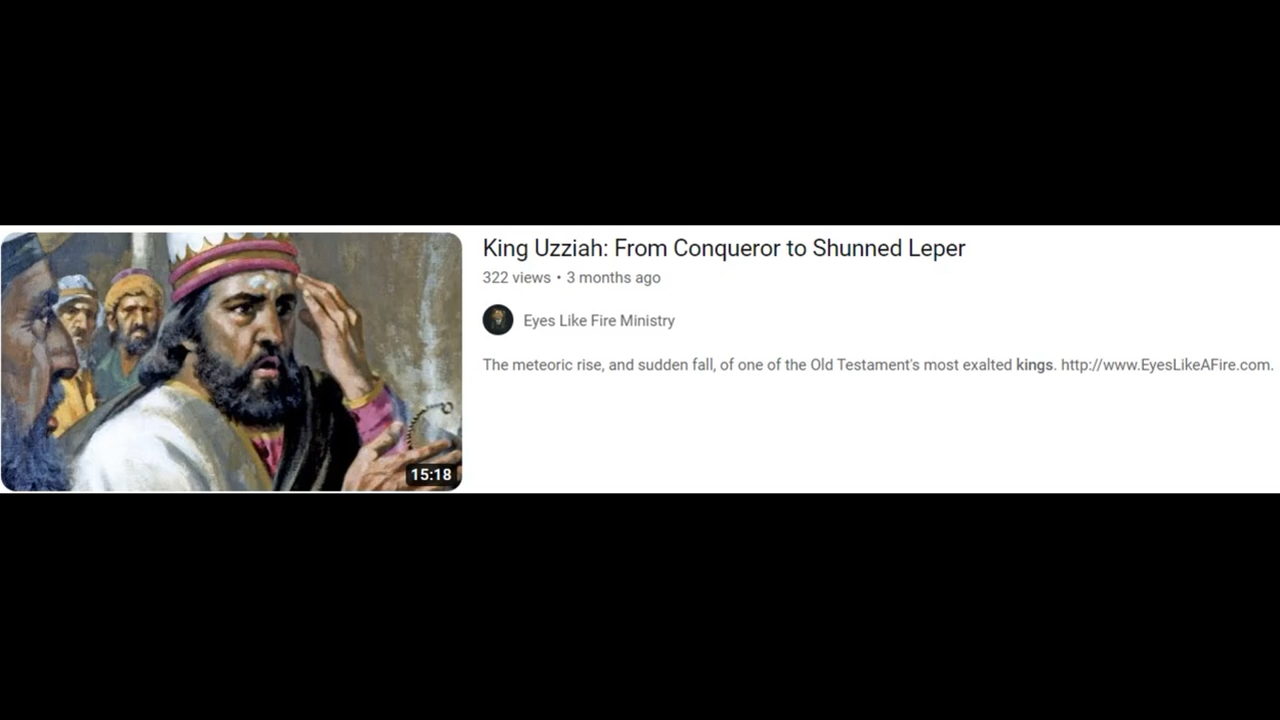 King Uzziah: From Conqueror to Shunned Leper
322 views • 3 months ago
Eyes Like Fire Ministry
The meteoric rise, and sudden fall, of one of the Old Testament's most exalted kings. http://www.EyesLikeAFire.com.
15:18